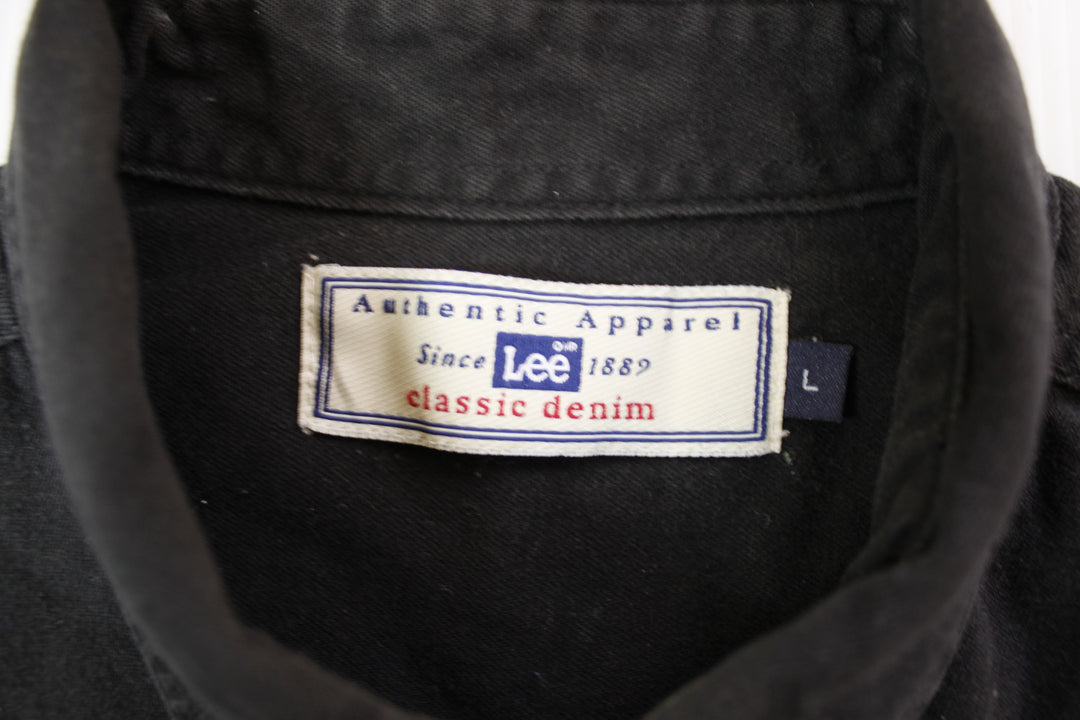 Authentic Apparel
Since Lee 1889
classic denim
L